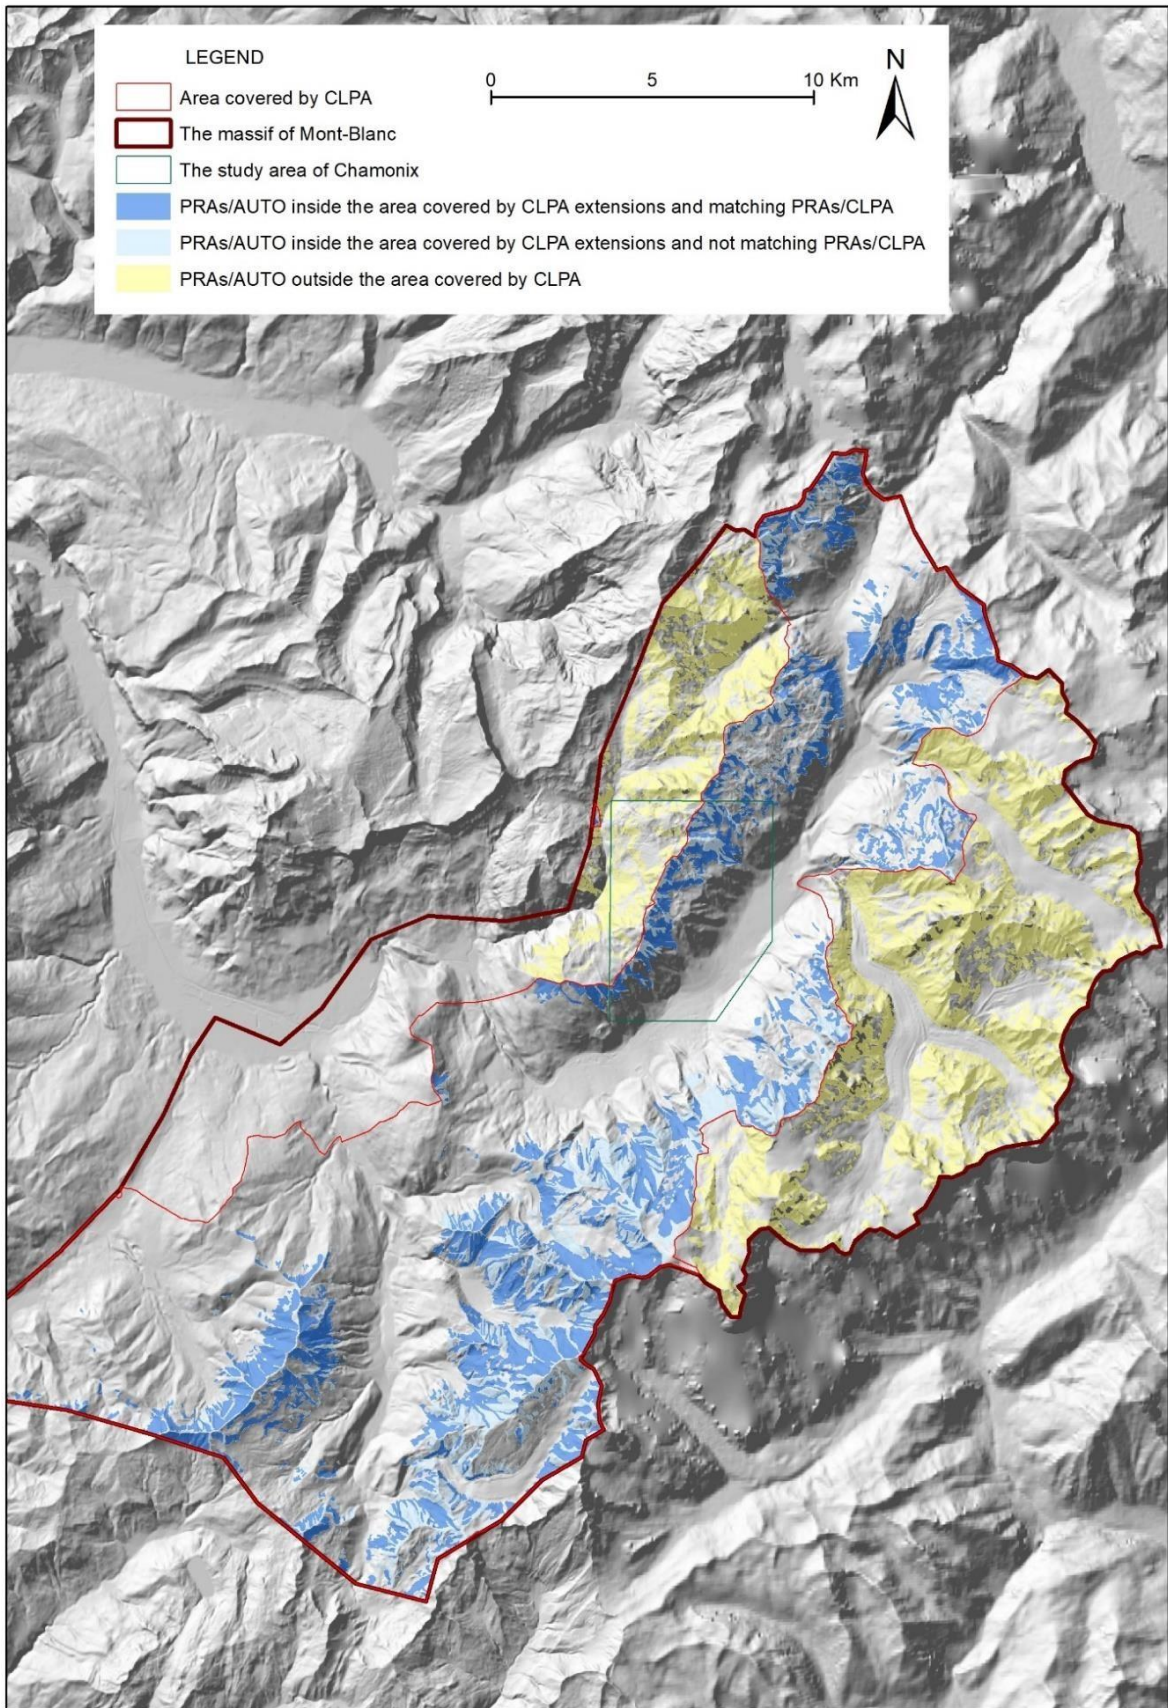 LEGEND
N
0 5 10 Km
Area covered by CLPA
The massif of Mont-Blanc
The study area of Chamonix
PRAs/AUTO inside the area covered by CLPA extensions and matching PRAs/CLPA
PRAs/AUTO inside the area covered by CLPA extensions and not matching PRAs/CLPA
PRAs/AUTO outside the area covered by CLPA